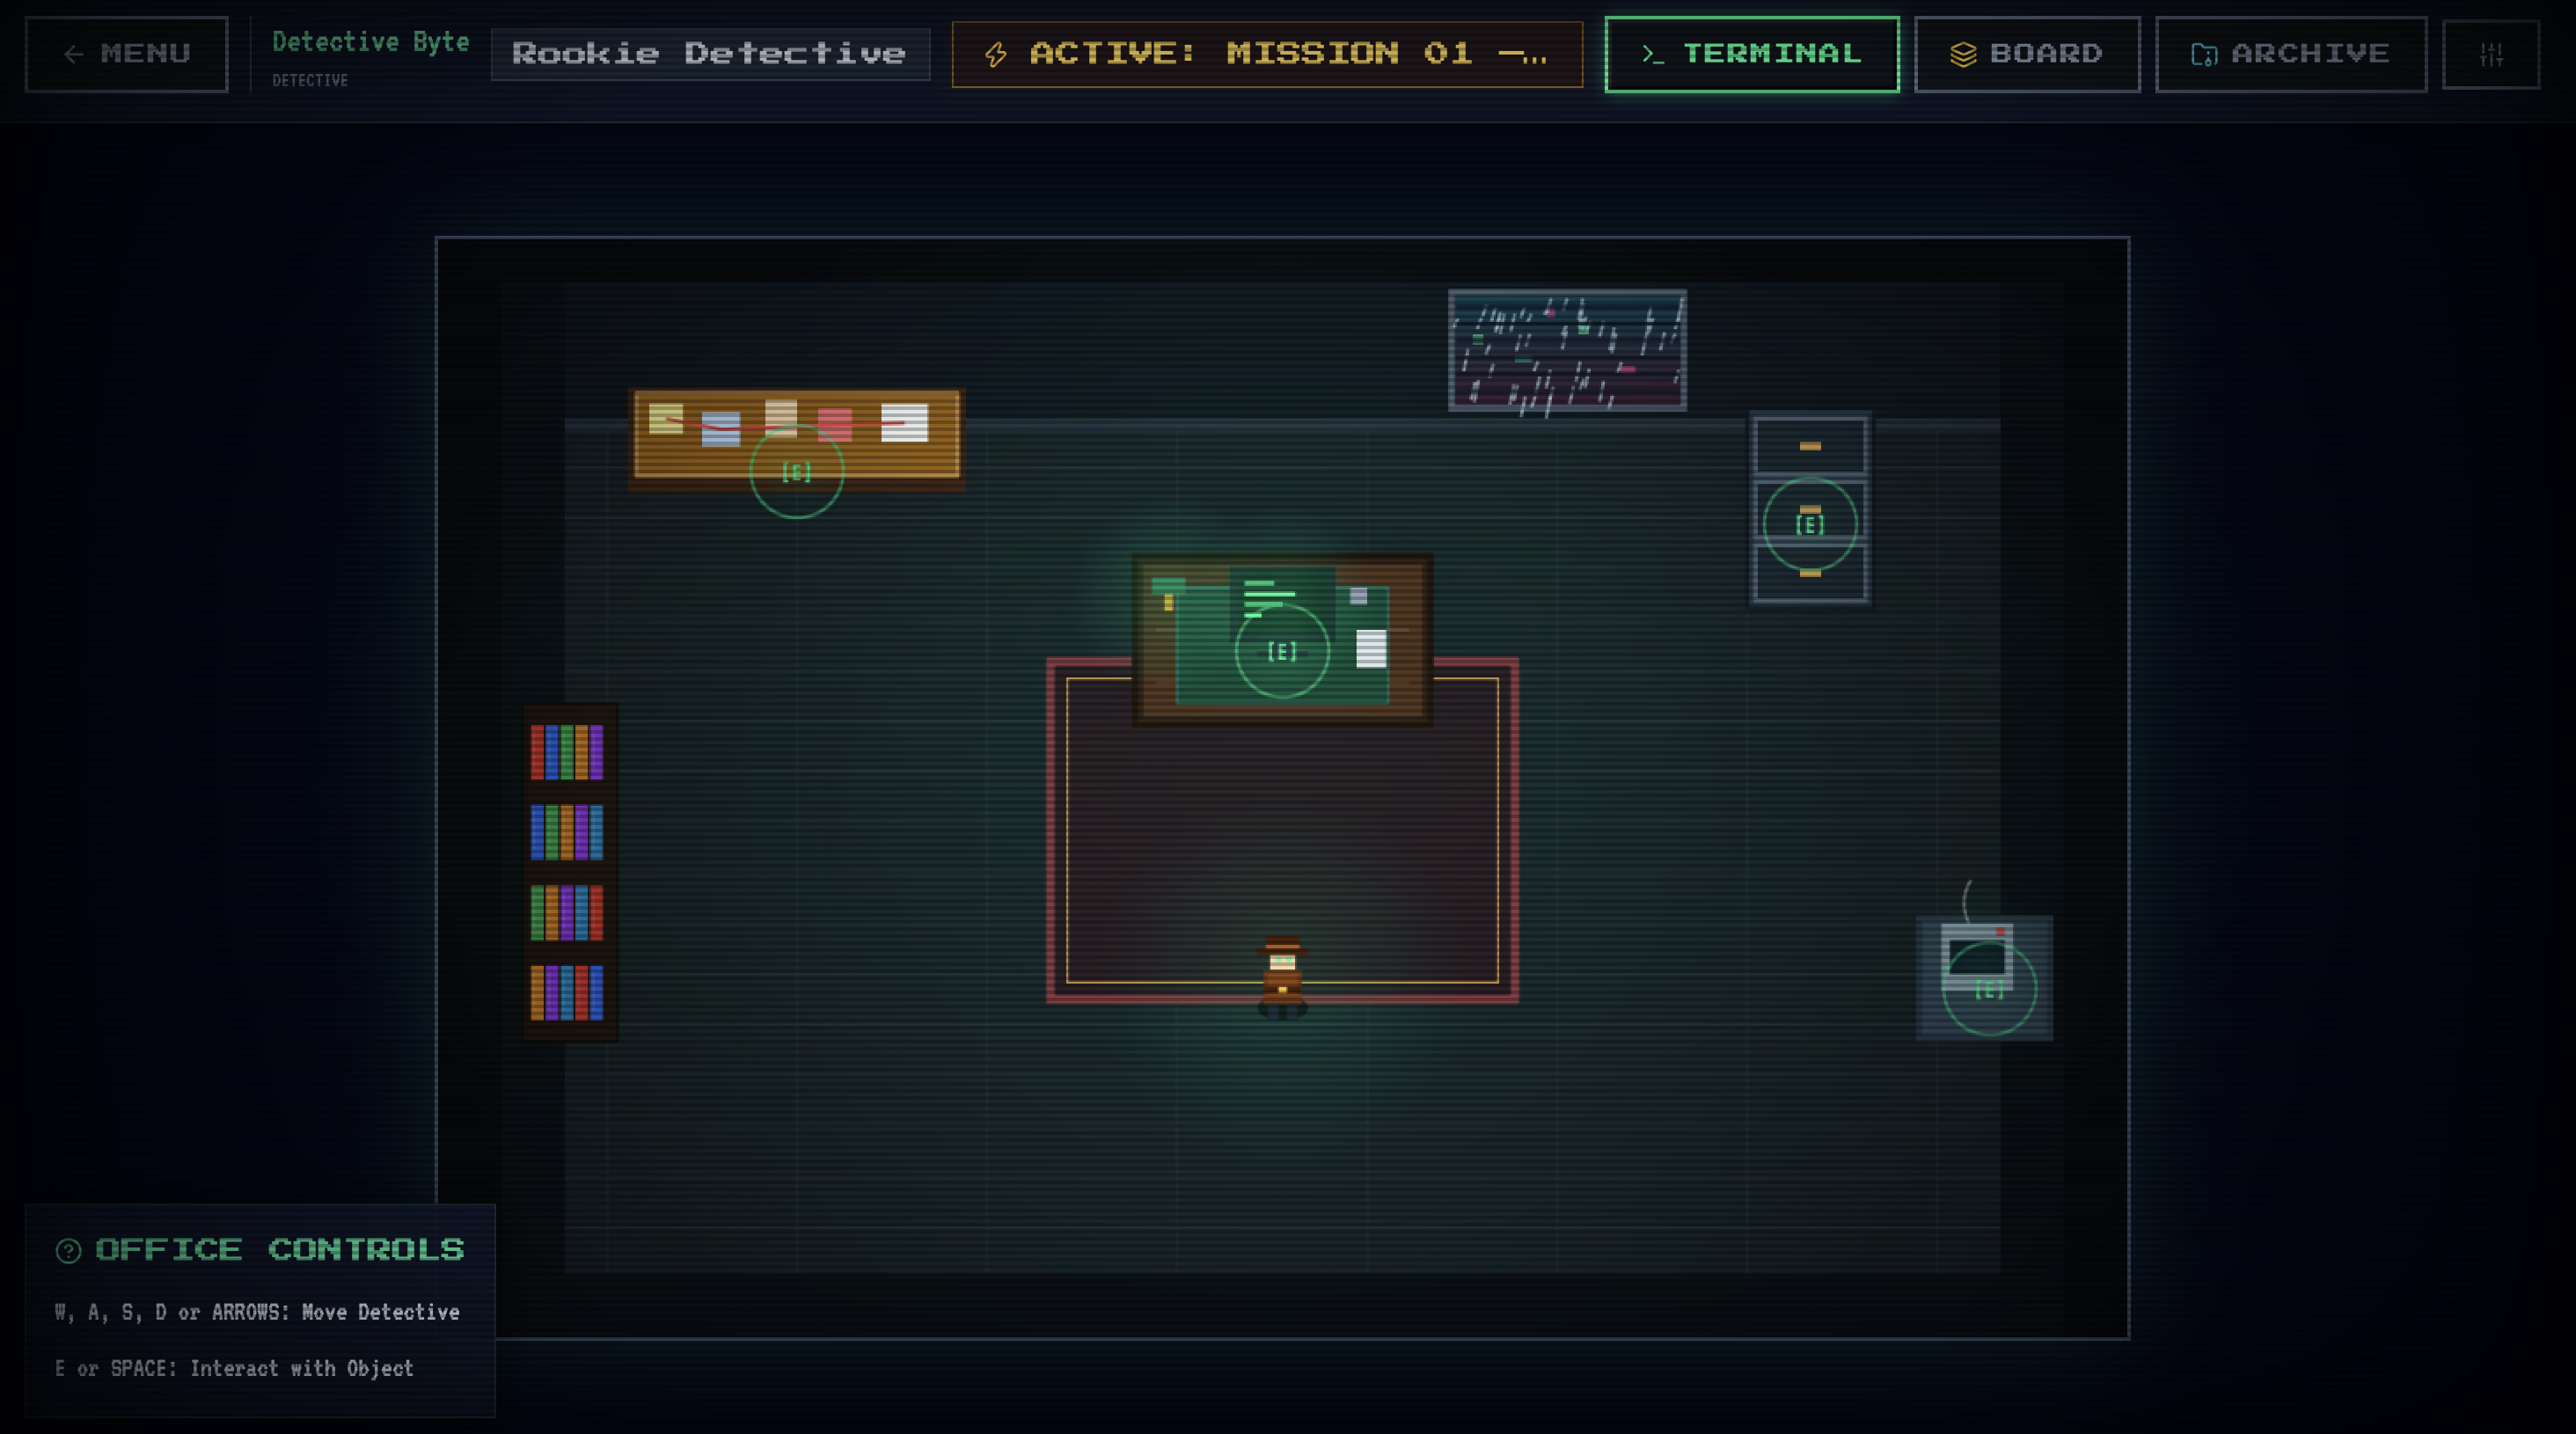 MENU
Detective Byte
DETECTIVE
Rookie Detective
ACTIVE: MISSION 01 —…
>_ TERMINAL
BOARD
ARCHIVE
[E]
[E]
[E]
[E]
OFFICE CONTROLS
W, A, S, D or ARROWS: Move Detective
E or SPACE: Interact with Object